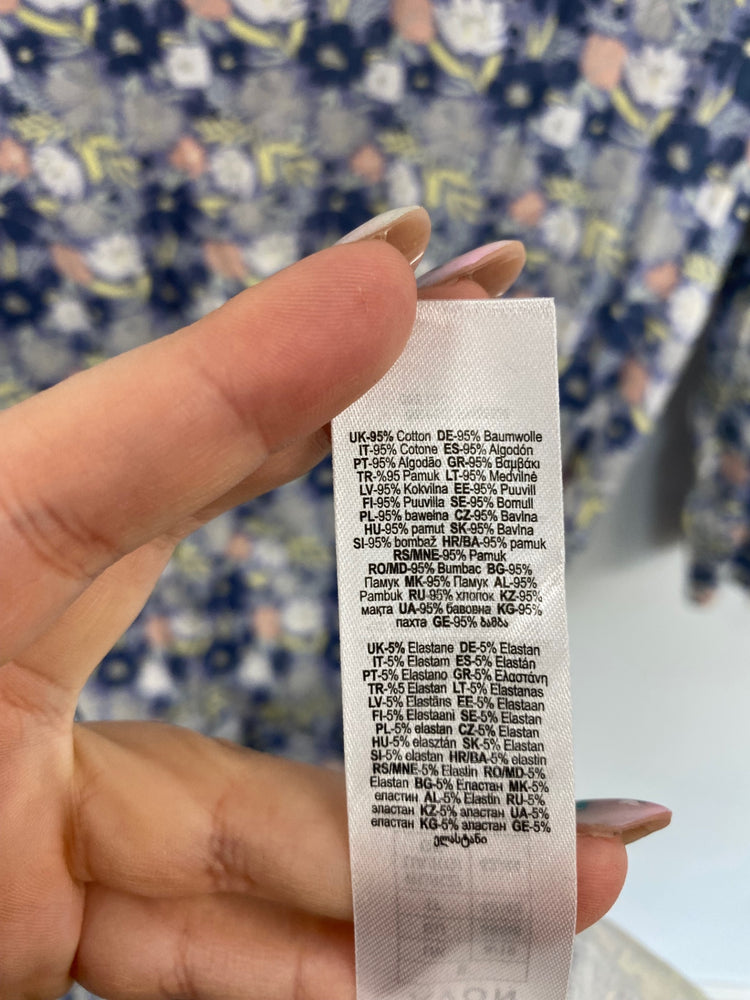 UK-95% Cotton DE-95% Baumwolle
IT-95% Cotone ES-95% Algodón
PT-95% Algodão GR-95% Βαμβάκι
TR-%95 Pamuk LT-95% Medvilnė
LV-95% Kokvilna EE-95% Puuvill
FI-95% Puuvilla SE-95% Bomull
PL-95% bawełna CZ-95% Bavlna
HU-95% pamut SK-95% Bavlna
SI-95% bombaž HR/BA-95% pamuk
RS/MNE-95% Pamuk
RO/MD-95% Bumbac BG-95%
Памук MK-95% Памук AL-95%
Pambuk RU-95% хлопок KZ-95%
мақта UA-95% бавовна KG-95%
пахта GE-95% ბამბა
UK-5% Elastane DE-5% Elastan
IT-5% Elastam ES-5% Elastán
PT-5% Elastano GR-5% Ελαστάνη
TR-%5 Elastan LT-5% Elastanas
LV-5% Elastāns EE-5% Elastaan
FI-5% Elastaani SE-5% Elastan
PL-5% elastan CZ-5% Elastan
HU-5% elasztán SK-5% Elastan
SI-5% elastan HR/BA-5% elastin
RS/MNE-5% Elastin RO/MD-5%
Elastan BG-5% Еластан MK-5%
еластин AL-5% Elastin RU-5%
эластан KZ-5% эластан UA-5%
еластан KG-5% эластан GE-5%
ელასტანი